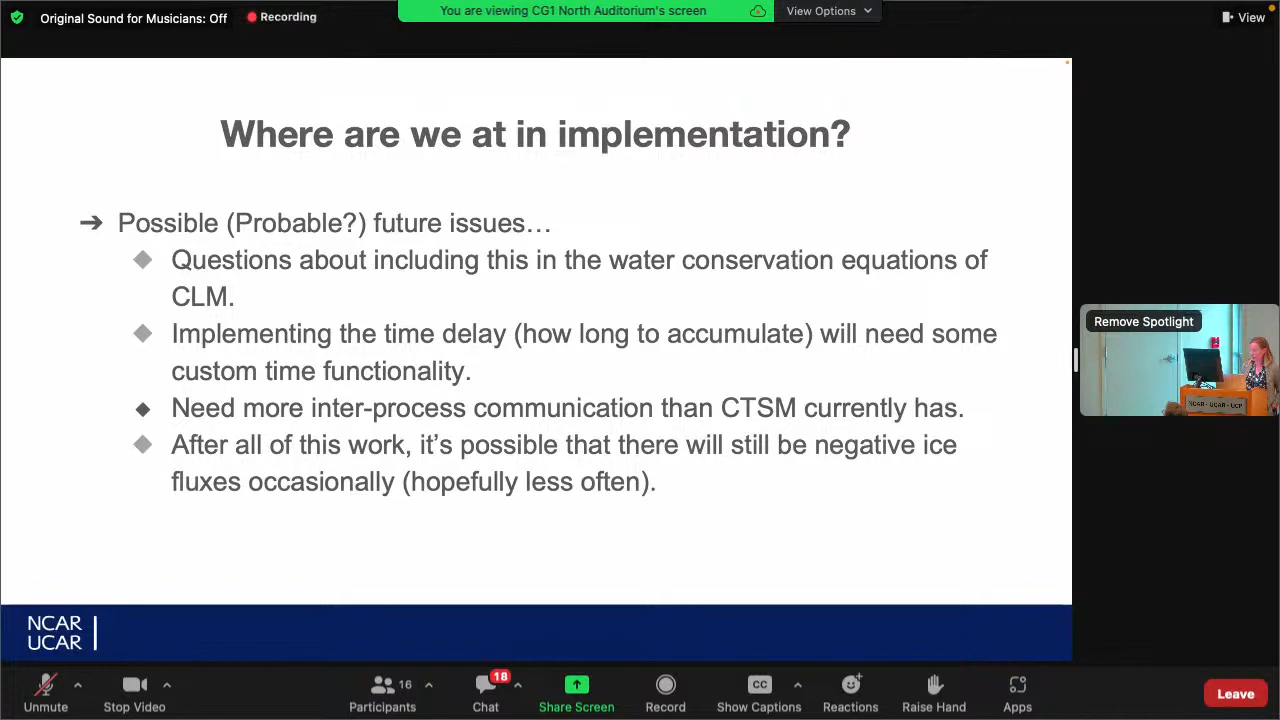 Original Sound for Musicians: Off
Recording
You are viewing CG1 North Auditorium's screen
View Options
View
Where are we at in implementation?
➔ Possible (Probable?) future issues…
◆ Questions about including this in the water conservation equations of
CLM.
◆ Implementing the time delay (how long to accumulate) will need some
custom time functionality.
◆ Need more inter-process communication than CTSM currently has.
◆ After all of this work, it's possible that there will still be negative ice
fluxes occasionally (hopefully less often).
Remove Spotlight
NCAR - UCAR - UCP
NCAR
UCAR
Unmute
Stop Video
16
Participants
18
Chat
Share Screen
Record
CC
Show Captions
Reactions
Raise Hand
Apps
Leave